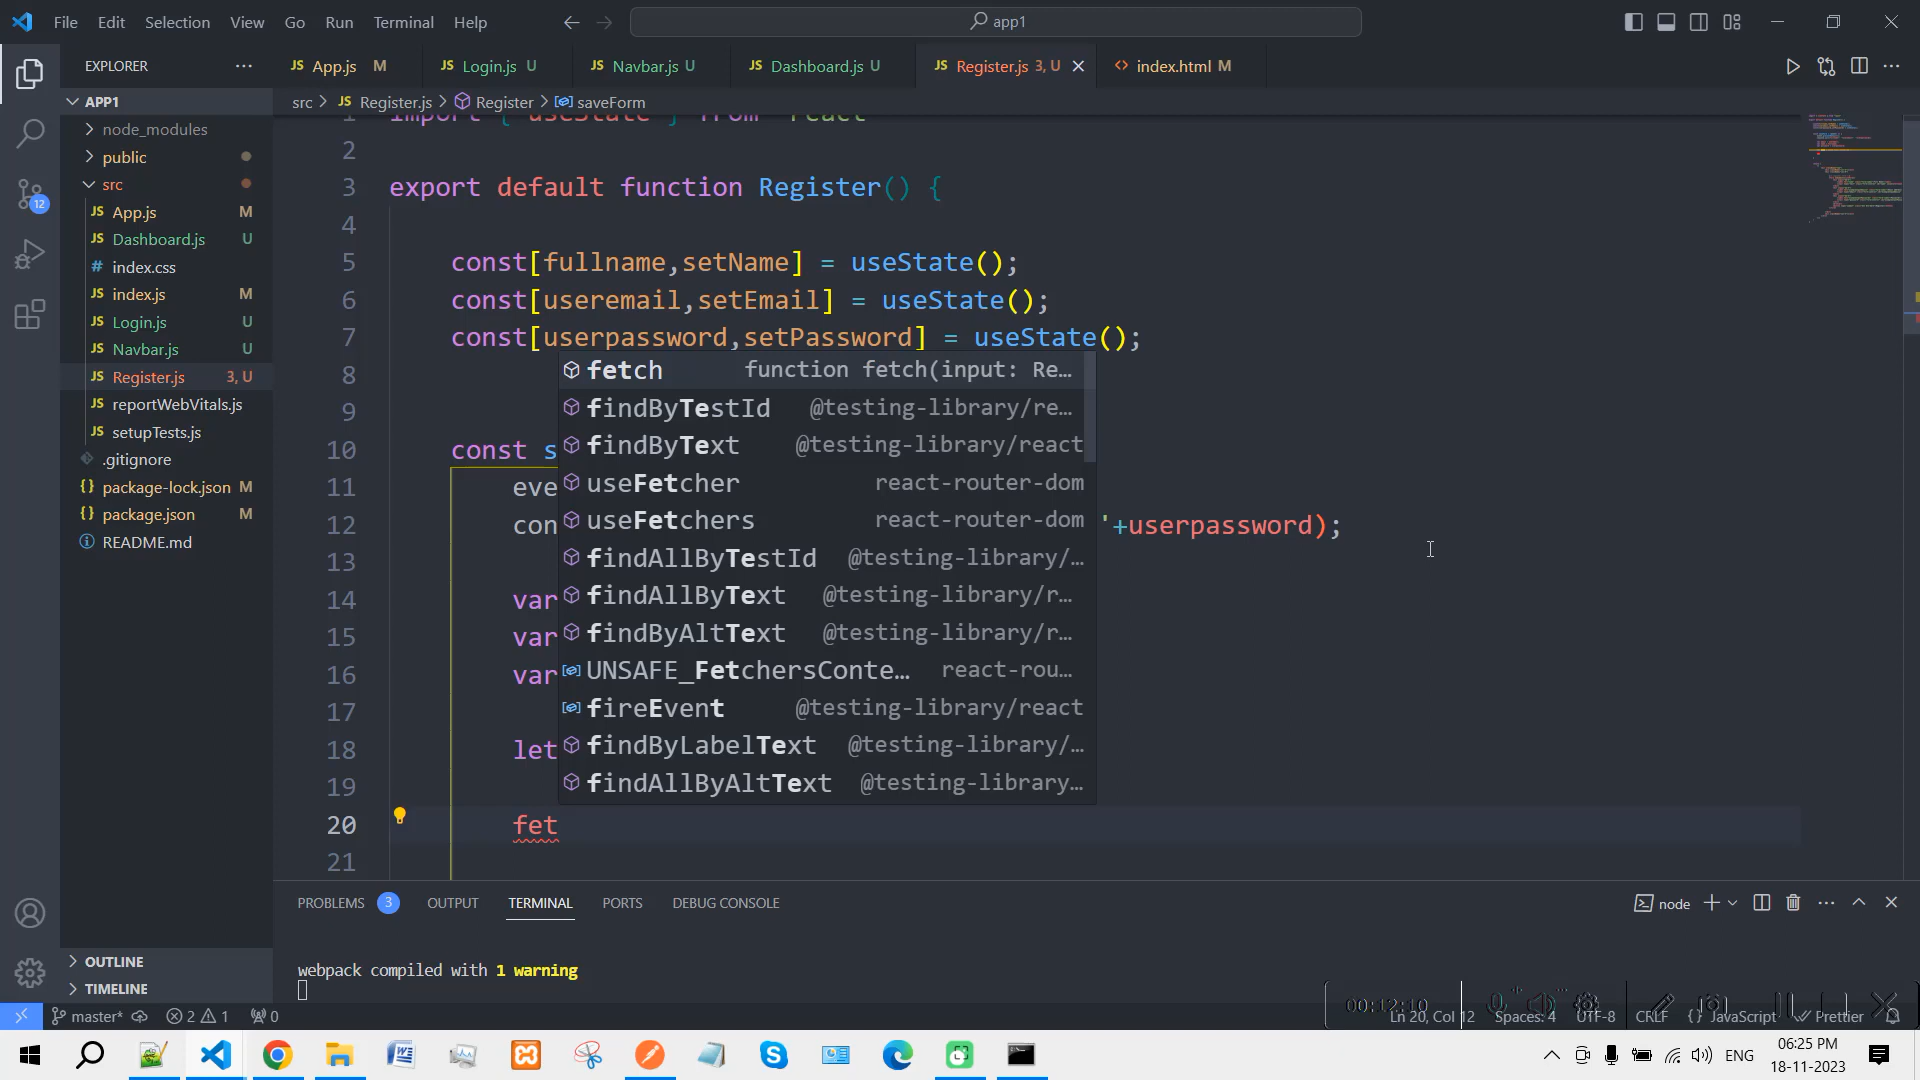 File Edit Selection View Go Run Terminal Help
app1
EXPLORER
App.js M
Login.js U
Navbar.js U
Dashboard.js U
Register.js 3, U
index.html M
APP1
src > Register.js > Register > saveForm
node_modules
public
src
App.js M
Dashboard.js U
index.css
index.js M
Login.js U
Navbar.js U
Register.js 3, U
reportWebVitals.js
setupTests.js
.gitignore
package-lock.json M
package.json M
README.md
OUTLINE
TIMELINE
12
1 import { useState } from 'react'
2
3 export default function Register() {
4
5 const[fullname,setName] = useState();
6 const[useremail,setEmail] = useState();
7 const[userpassword,setPassword] = useState();
8
9
10 const s
11 eve
12 con '+userpassword);
13
14 var
15 var
16 var
17
18 let
19
20 fet
21
fetch function fetch(input: Re…
findByTestId @testing-library/re…
findByText @testing-library/react
useFetcher react-router-dom
useFetchers react-router-dom
findAllByTestId @testing-library/…
findAllByText @testing-library/r…
findByAltText @testing-library/r…
UNSAFE_FetchersConte… react-rou…
fireEvent @testing-library/react
findByLabelText @testing-library/…
findAllByAltText @testing-library…
PROBLEMS 3 OUTPUT TERMINAL PORTS DEBUG CONSOLE
node
webpack compiled with 1 warning
00:12:10
master* 2 1 0
Ln 20, Col 12 Spaces: 4 UTF-8 CRLF {} JavaScript Prettier
ENG
06:25 PM
18-11-2023